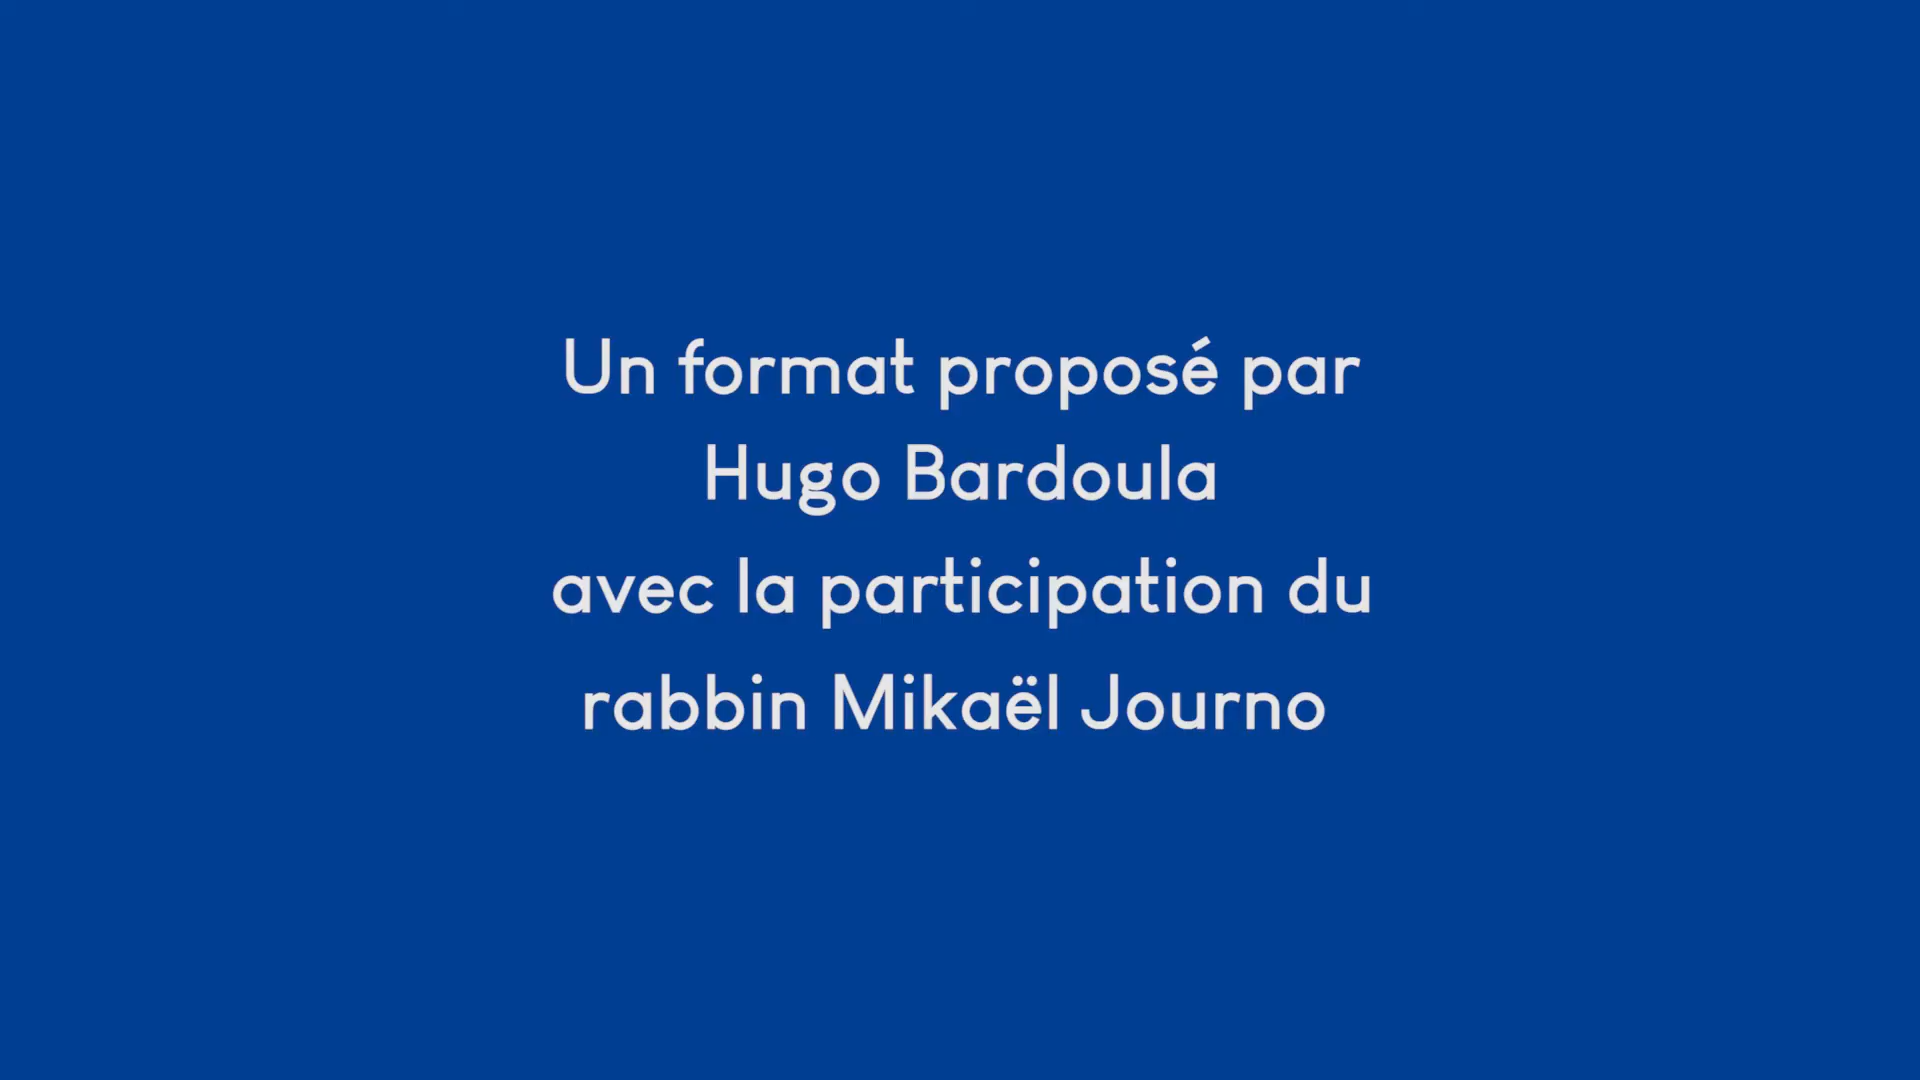 Un format proposé par
Hugo Bardoula
avec la participation du
rabbin Mikaël Journo